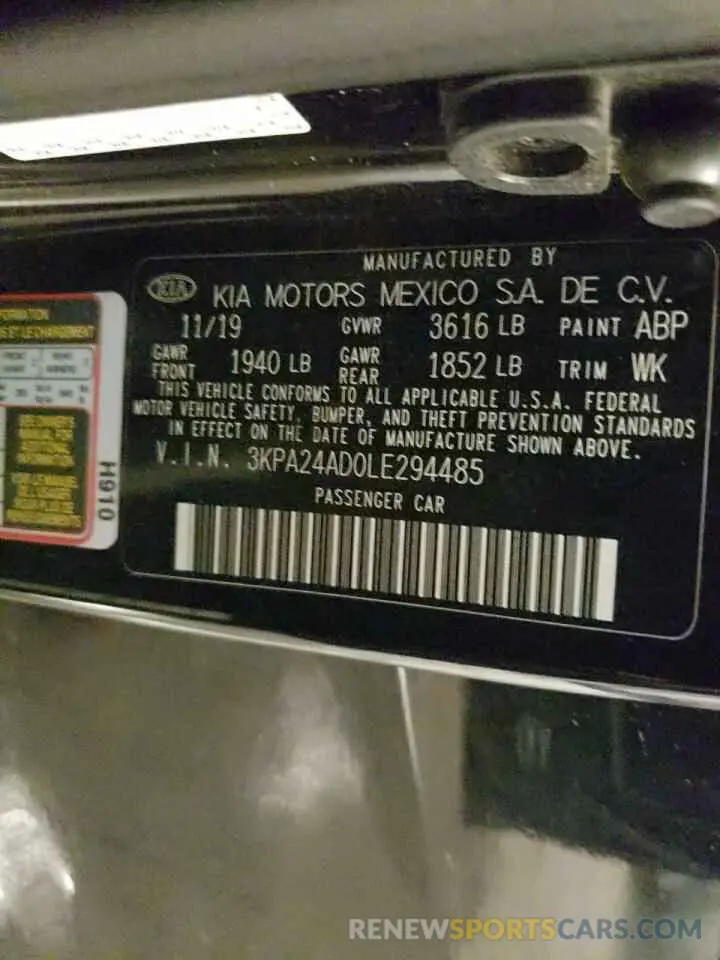 MANUFACTURED BY
KIA KIA MOTORS MEXICO S.A. DE C.V.
11/19 GVWR 3616 LB PAINT ABP
GAWR FRONT 1940 LB GAWR REAR 1852 LB TRIM WK
THIS VEHICLE CONFORMS TO ALL APPLICABLE U.S.A. FEDERAL
MOTOR VEHICLE SAFETY, BUMPER, AND THEFT PREVENTION STANDARDS
IN EFFECT ON THE DATE OF MANUFACTURE SHOWN ABOVE.
V.I.N. 3KPA24AD0LE294485
PASSENGER CAR
H910
RENEWSPORTSCARS.COM